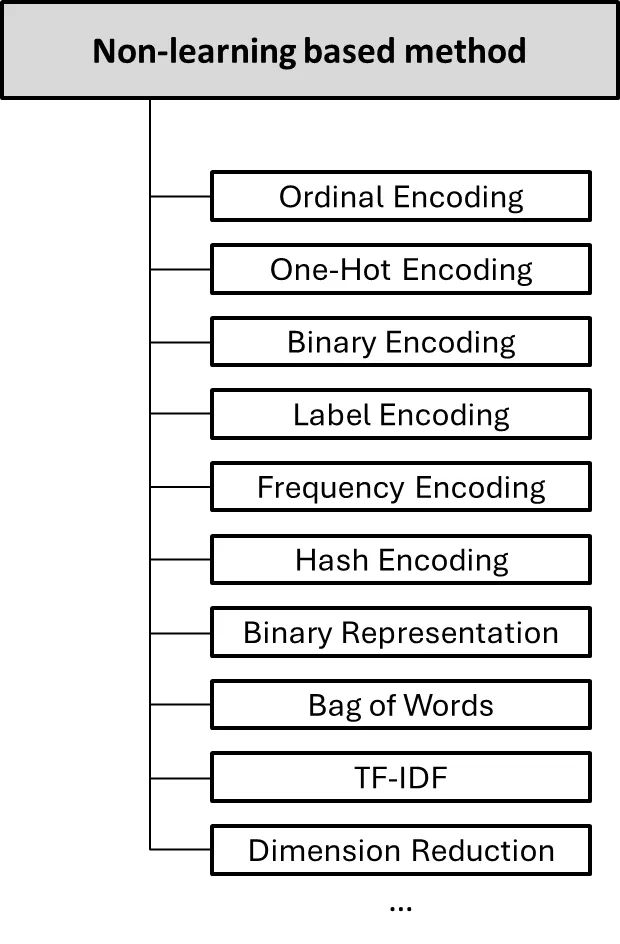 Non-learning based method
Ordinal Encoding
One-Hot Encoding
Binary Encoding
Label Encoding
Frequency Encoding
Hash Encoding
Binary Representation
Bag of Words
TF-IDF
Dimension Reduction
...